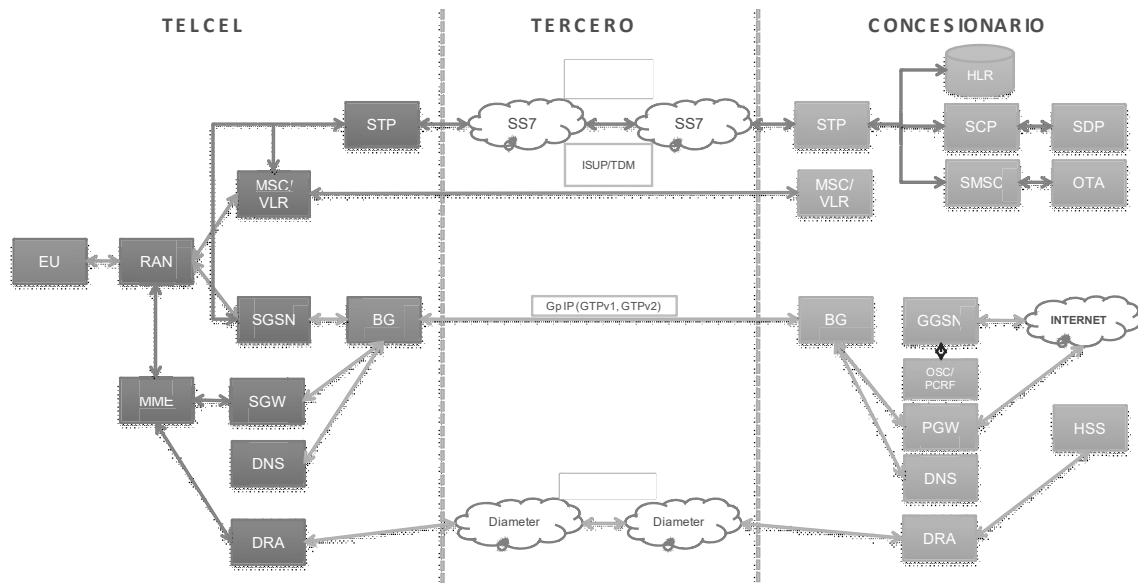 TELCEL
TERCERO
CONCESIONARIO
HLR
STP
SS7
SS7
STP
SCP
SDP
ISUP/TDM
MSC/
VLR
MSC/
VLR
SMSC
OTA
EU
RAN
SGSN
BG
Gp IP (GTPv1, GTPv2)
BG
GGSN
INTERNET
OSC/
PCRF
MME
SGW
PGW
HSS
DNS
DNS
Diameter
Diameter
DRA
DRA